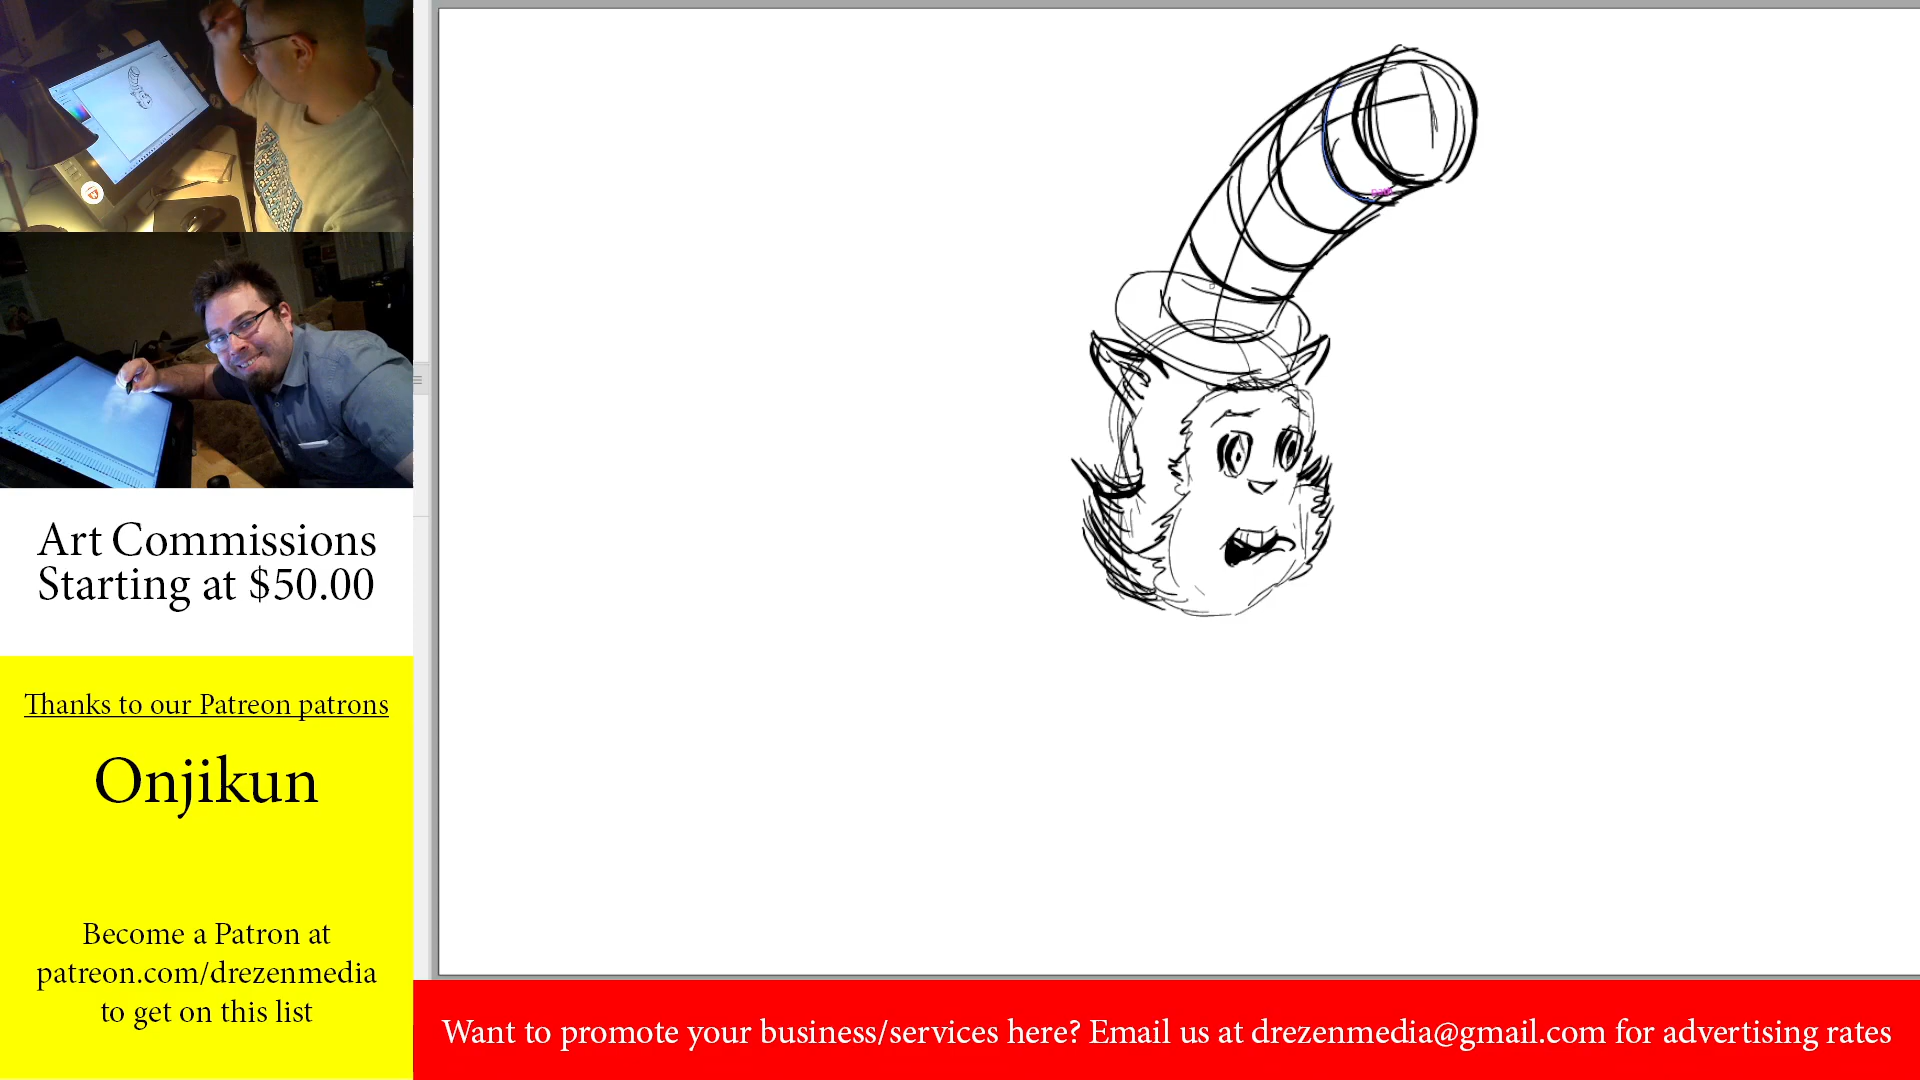 Art Commissions
Starting at $50.00
Thanks to our Patreon patrons
Onjikun
Become a Patron at
patreon.com/drezenmedia
to get on this list
path
Want to promote your business/services here? Email us at drezenmedia@gmail.com for advertising rates